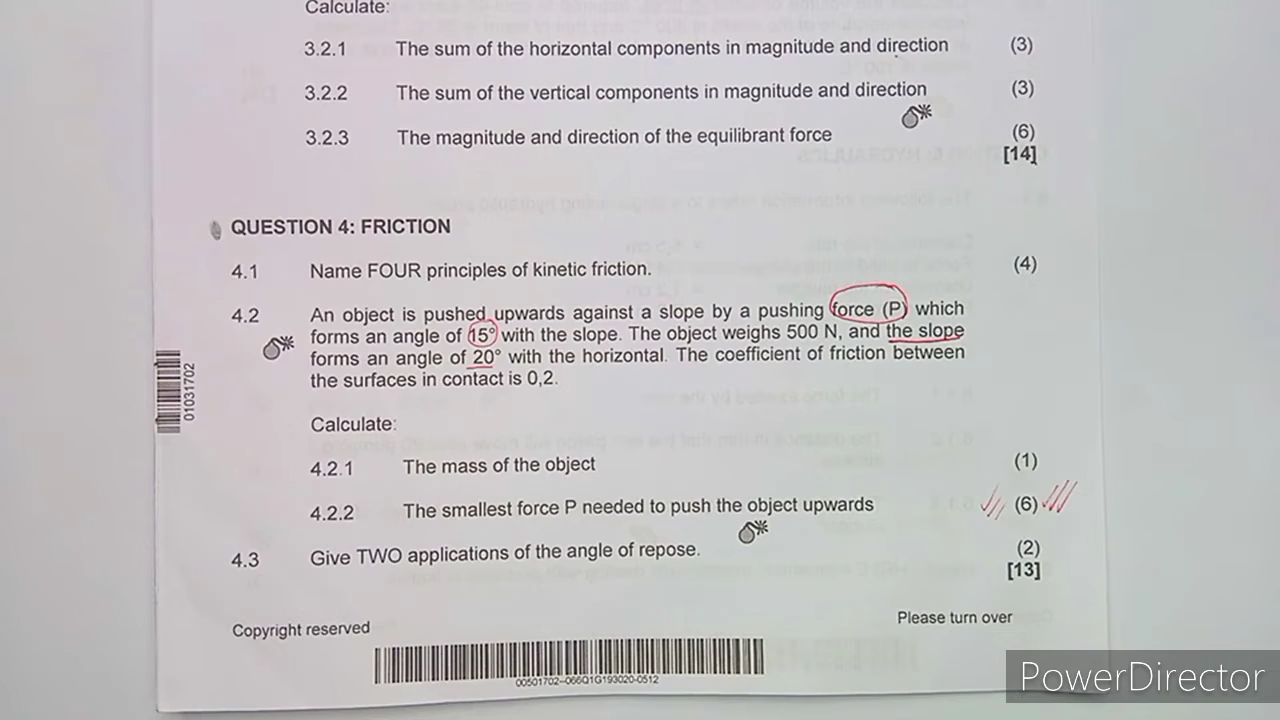 Calculate:
3.2.1 The sum of the horizontal components in magnitude and direction (3)
3.2.2 The sum of the vertical components in magnitude and direction (3)
3.2.3 The magnitude and direction of the equilibrant force (6)
[14]
QUESTION 4: FRICTION
4.1 Name FOUR principles of kinetic friction. (4)
4.2 An object is pushed upwards against a slope by a pushing force (P) which
forms an angle of 15° with the slope. The object weighs 500 N, and the slope
forms an angle of 20° with the horizontal. The coefficient of friction between
the surfaces in contact is 0,2.
01031702
Calculate:
4.2.1 The mass of the object (1)
4.2.2 The smallest force P needed to push the object upwards (6)
4.3 Give TWO applications of the angle of repose. (2)
[13]
Copyright reserved Please turn over
PowerDirector